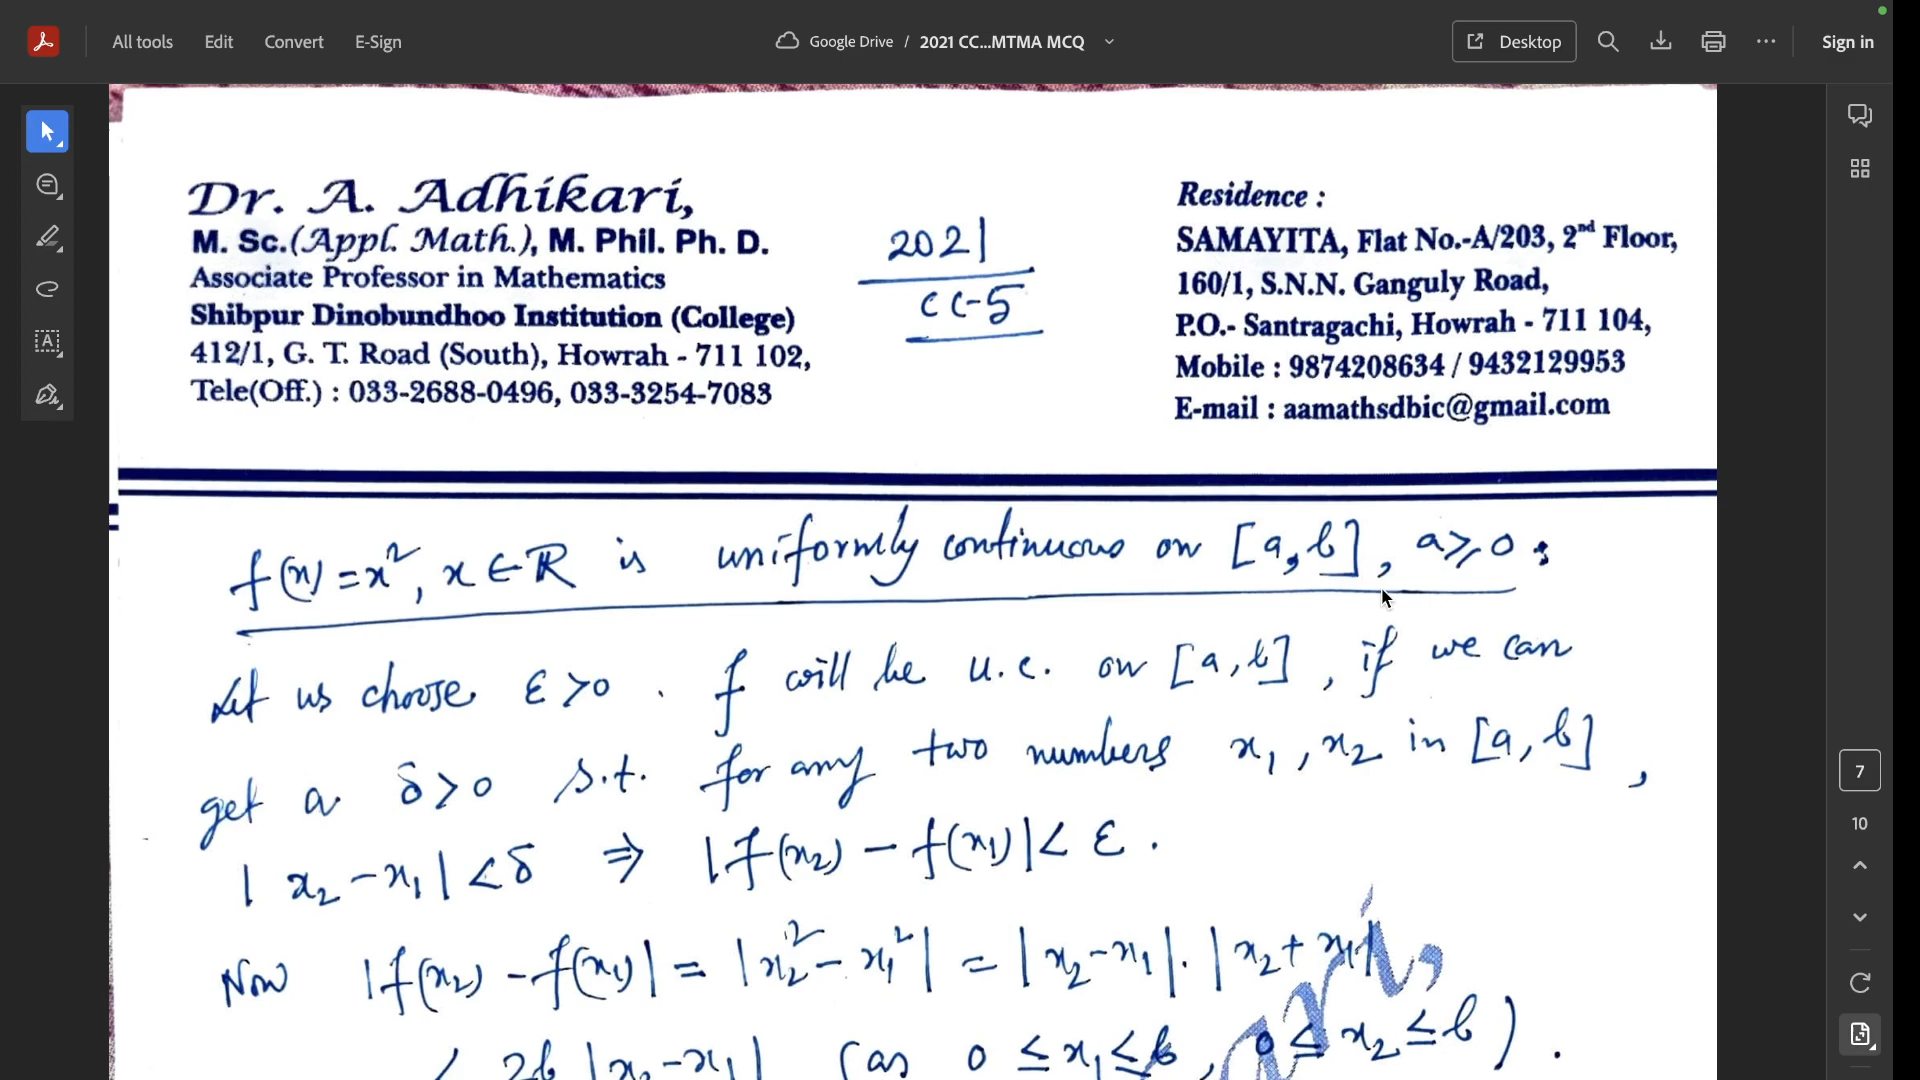 All tools Edit Convert E-Sign
Google Drive / 2021 CC...MTMA MCQ
Desktop
Sign in
Dr. A. Adhikari,
M. Sc.(Appl. Math.), M. Phil. Ph. D.
Associate Professor in Mathematics
Shibpur Dinobundhoo Institution (College)
412/1, G. T. Road (South), Howrah - 711 102,
Tele(Off.) : 033-2688-0496, 033-3254-7083
2021
CC-5
Residence :
SAMAYITA, Flat No.-A/203, 2nd Floor,
160/1, S.N.N. Ganguly Road,
P.O.- Santragachi, Howrah - 711 104,
Mobile : 9874208634 / 9432129953
E-mail : aamathsdbic@gmail.com
f(x) = x², x ∈ ℝ is uniformly continuous on [a, b], a ≥ 0 :
Let us choose ε > 0 . f will be u.c. on [a, b] , if we can
get a δ > 0 s.t. for any two numbers x₁ , x₂ in [a, b] ,
| x₂ - x₁ | < δ ⇒ | f(x₂) - f(x₁) | < ε .
Now | f(x₂) - f(x₁) | = | x₂² - x₁² | = | x₂ - x₁ | . | x₂ + x₁ |
2b | x₂ - x₁ | (as 0 ≤ x₁ ≤ b , 0 ≤ x₂ ≤ b ) .
7
10